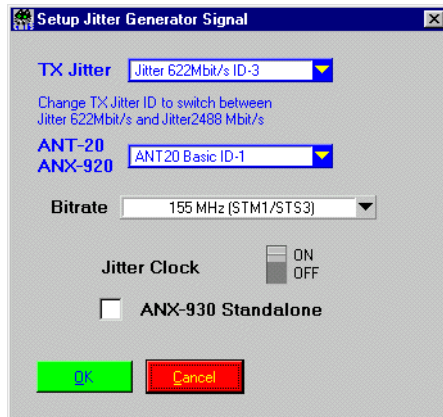 Setup Jitter Generator Signal
TX Jitter
Jitter 622Mbit/s ID-3
Change TX Jitter ID to switch between
Jitter 622Mbit/s and Jitter2488 Mbit/s
ANT-20
ANX-920
ANT20 Basic ID-1
Bitrate
155 MHz (STM1/STS3)
Jitter Clock
ON
OFF
ANX-930 Standalone
OK
Cancel